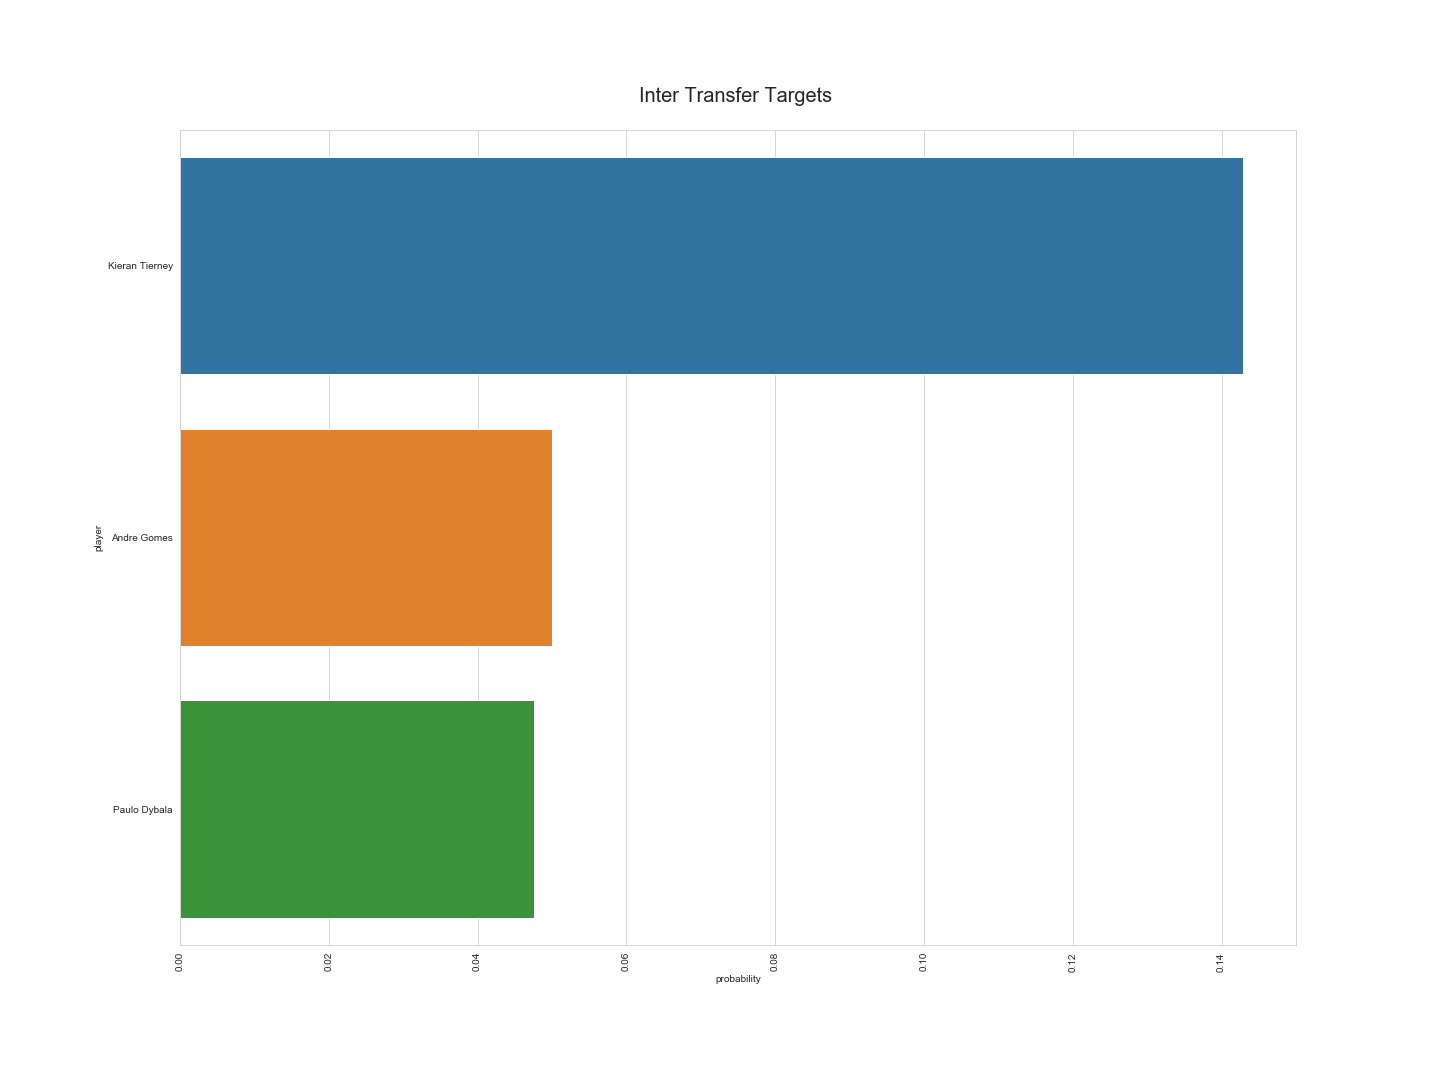 Inter Transfer Targets
Kieran Tierney
Andre Gomes
Paulo Dybala
player
0.00
0.02
0.04
0.06
0.08
0.10
0.12
0.14
probability